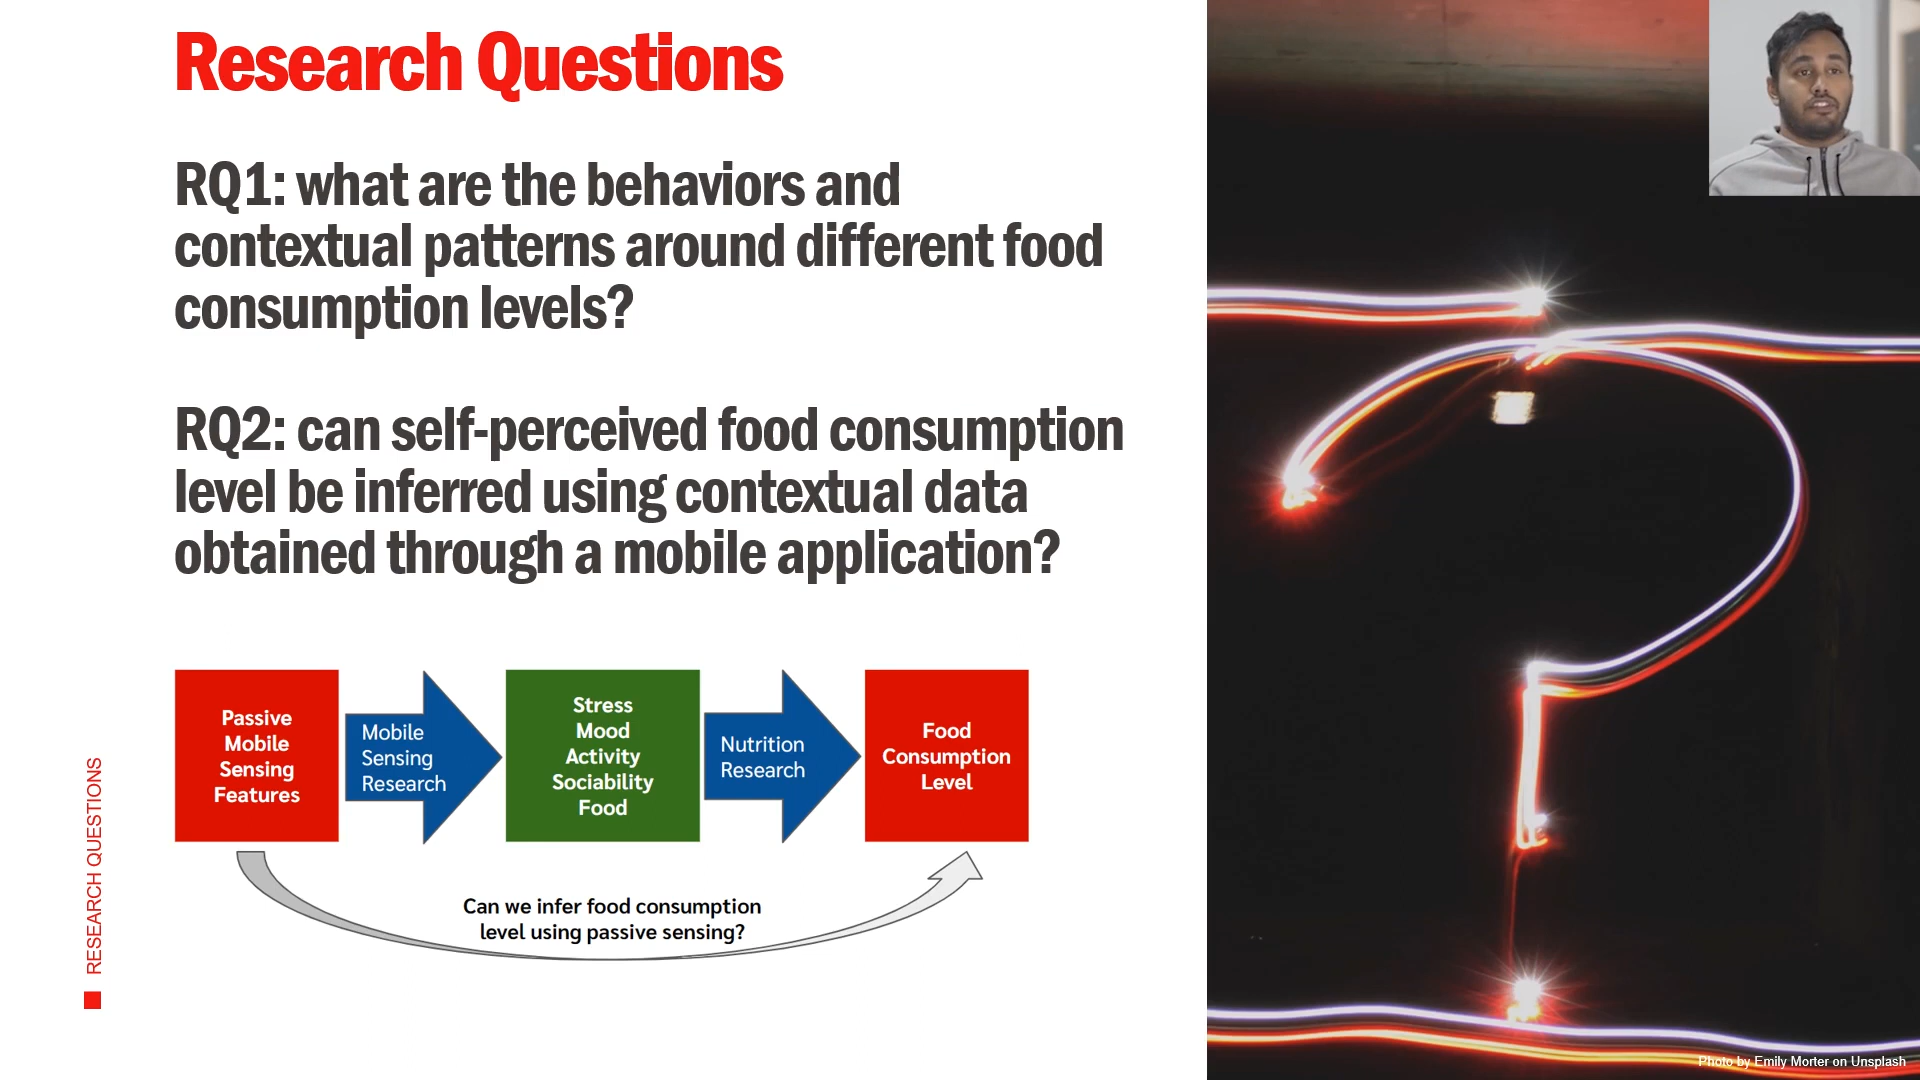 Research Questions
RQ1: what are the behaviors and
contextual patterns around different food
consumption levels?
RQ2: can self-perceived food consumption
level be inferred using contextual data
obtained through a mobile application?
Passive
Mobile
Sensing
Features
Mobile
Sensing
Research
Stress
Mood
Activity
Sociability
Food
Nutrition
Research
Food
Consumption
Level
Can we infer food consumption
level using passive sensing?
RESEARCH QUESTIONS
Photo by Emily Morter on Unsplash